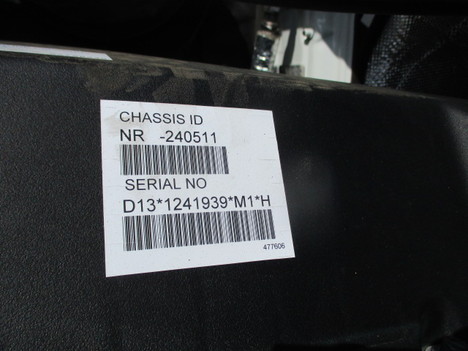 CHASSIS ID
NR -240511
SERIAL NO
D13*1241939*M1*H
477606